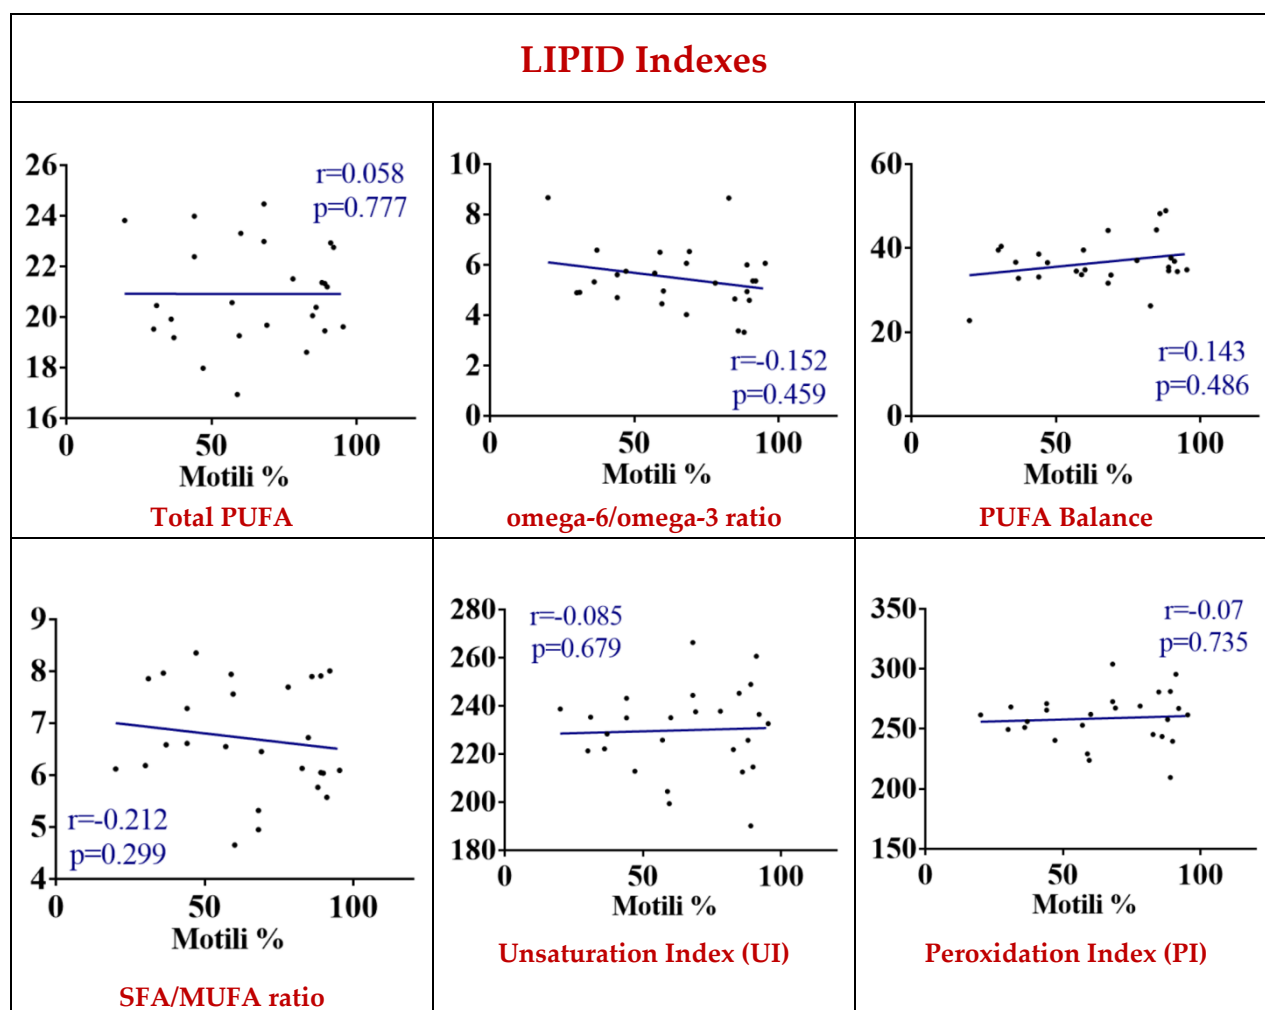 LIPID Indexes
26
24
22
20
18
16
0 50 100
r=0.058
p=0.777
Motili %
Total PUFA
10
8
6
4
2
0
0 50 100
r=-0.152
p=0.459
Motili %
omega-6/omega-3 ratio
60
40
20
0
0 50 100
r=0.143
p=0.486
Motili %
PUFA Balance
9
8
7
6
5
4
0 50 100
r=-0.212
p=0.299
Motili %
SFA/MUFA ratio
280
260
240
220
200
180
0 50 100
r=-0.085
p=0.679
Motili %
Unsaturation Index (UI)
350
300
250
200
150
0 50 100
r=-0.07
p=0.735
Motili %
Peroxidation Index (PI)